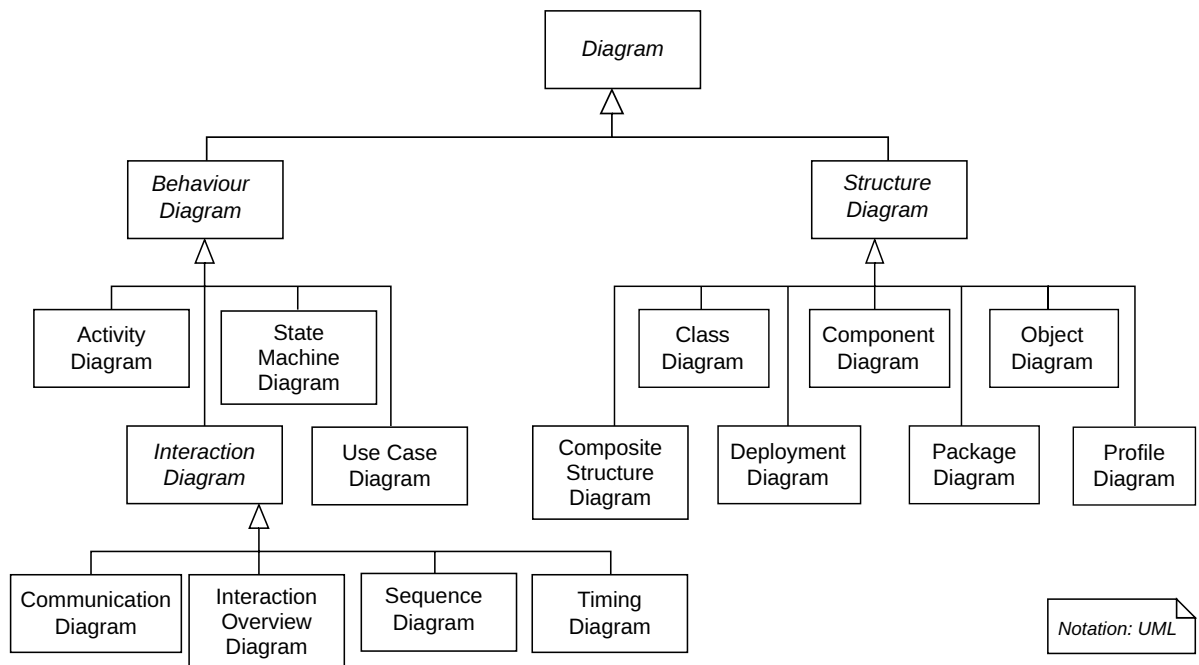 Diagram
Behaviour
Diagram
Structure
Diagram
Activity
Diagram
State
Machine
Diagram
Class
Diagram
Component
Diagram
Object
Diagram
Interaction
Diagram
Use Case
Diagram
Composite
Structure
Diagram
Deployment
Diagram
Package
Diagram
Profile
Diagram
Communication
Diagram
Interaction
Overview
Diagram
Sequence
Diagram
Timing
Diagram
Notation: UML